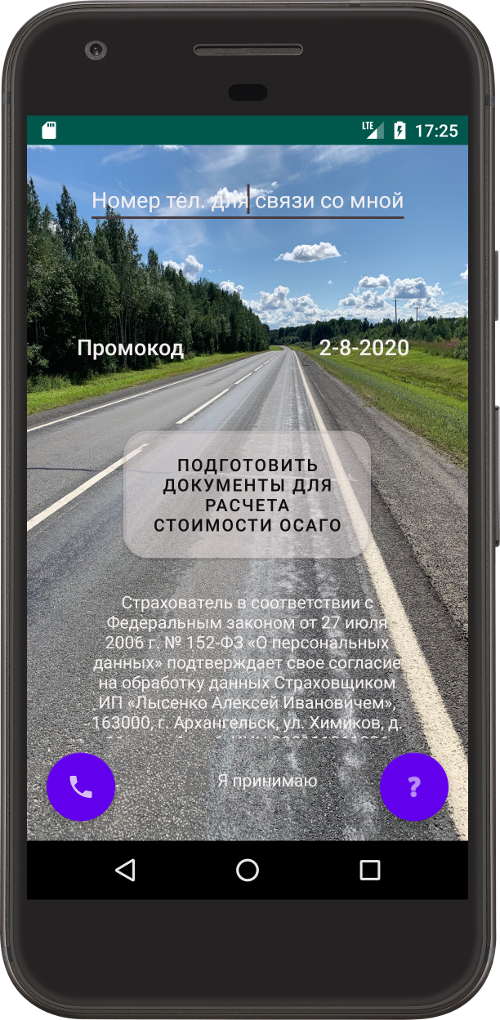 LTE 17:25
Номер тел. для связи со мной
Промокод 2-8-2020
ПОДГОТОВИТЬ
ДОКУМЕНТЫ ДЛЯ
РАСЧЕТА
СТОИМОСТИ ОСАГО
Страхователь в соответствии с
Федеральным законом от 27 июля
2006 г. № 152-ФЗ «О персональных
данных» подтверждает свое согласие
на обработку данных Страховщиком
ИП «Лысенко Алексей Ивановичем»,
163000, г. Архангельск, ул. Химиков, д.
Я принимаю
?